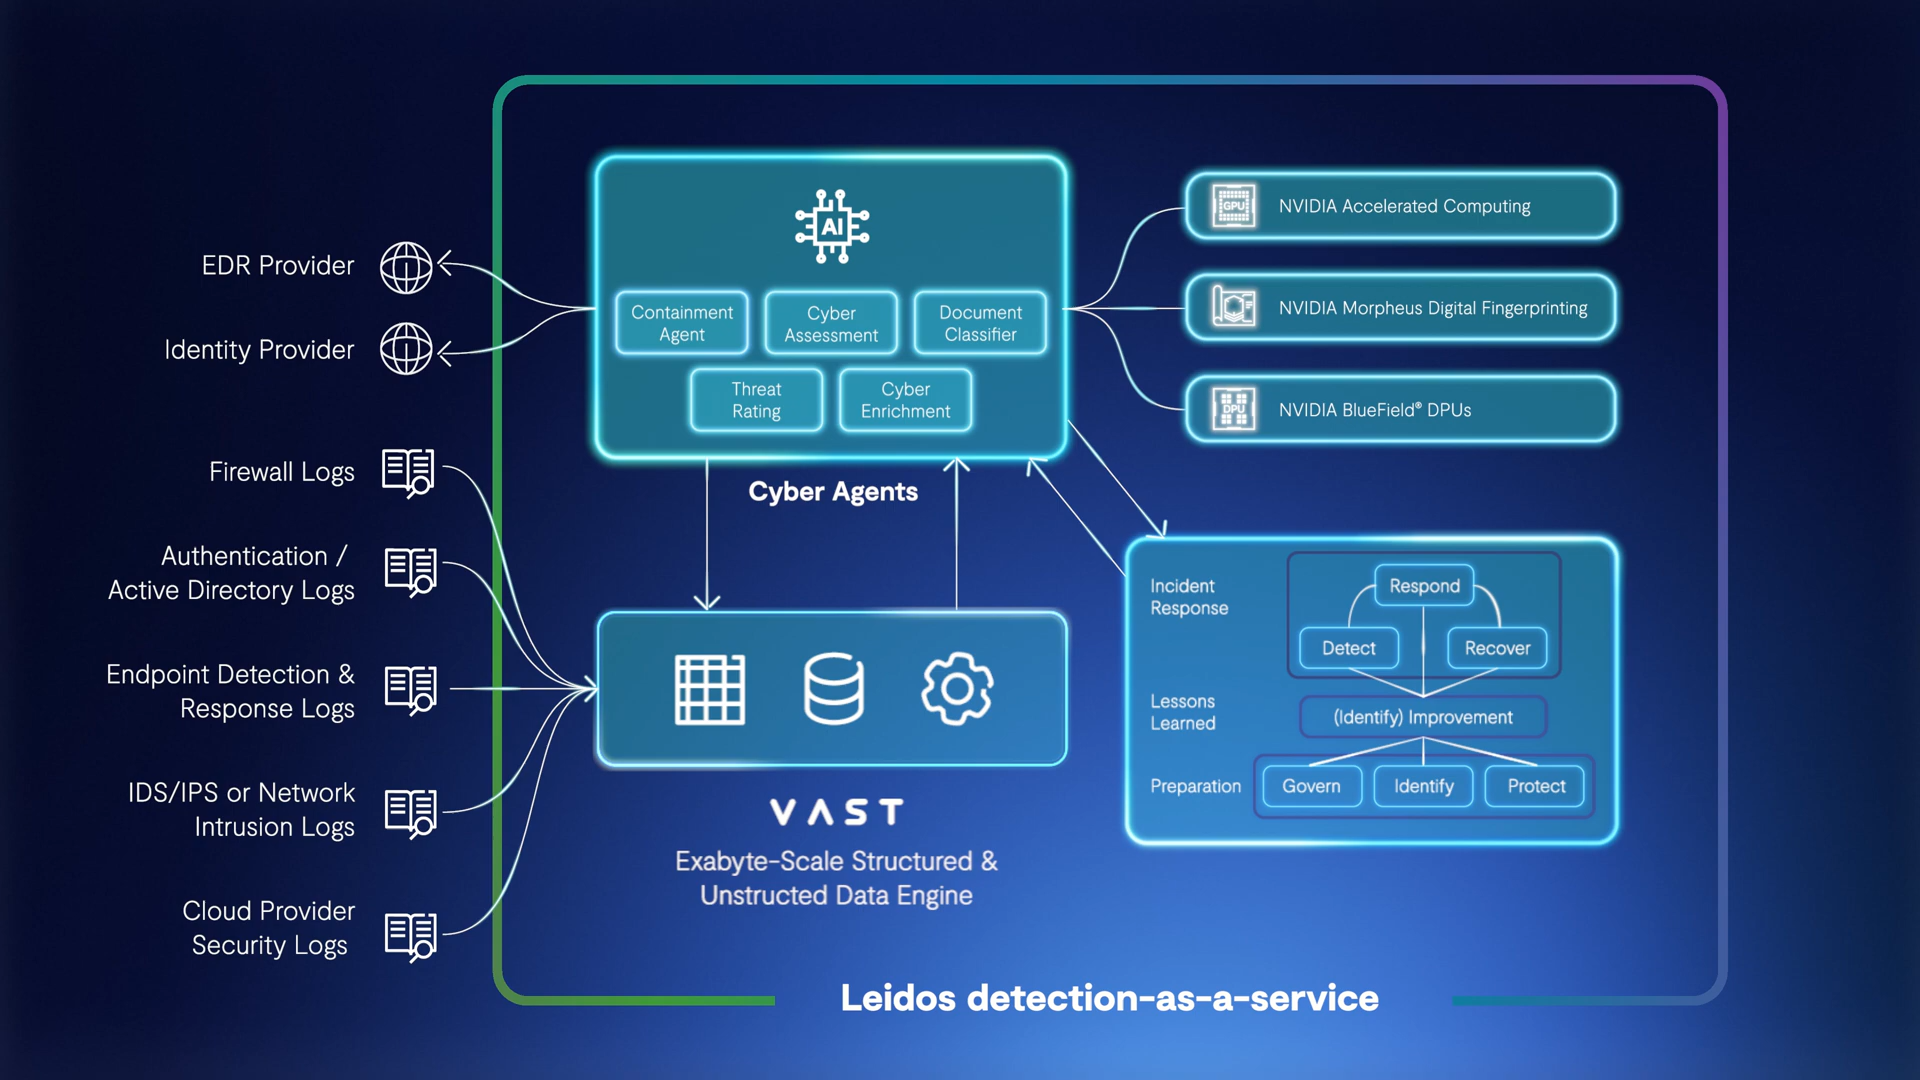 EDR Provider
Identity Provider
Firewall Logs
Authentication /
Active Directory Logs
Endpoint Detection &
Response Logs
IDS/IPS or Network
Intrusion Logs
Cloud Provider
Security Logs
AI
Containment
Agent
Cyber
Assessment
Document
Classifier
Threat
Rating
Cyber
Enrichment
Cyber Agents
VAST
Exabyte-Scale Structured &
Unstructed Data Engine
GPU
NVIDIA Accelerated Computing
NVIDIA Morpheus Digital Fingerprinting
DPU
NVIDIA BlueField® DPUs
Incident
Response
Respond
Detect
Recover
Lessons
Learned
(Identify) Improvement
Preparation
Govern
Identify
Protect
Leidos detection-as-a-service